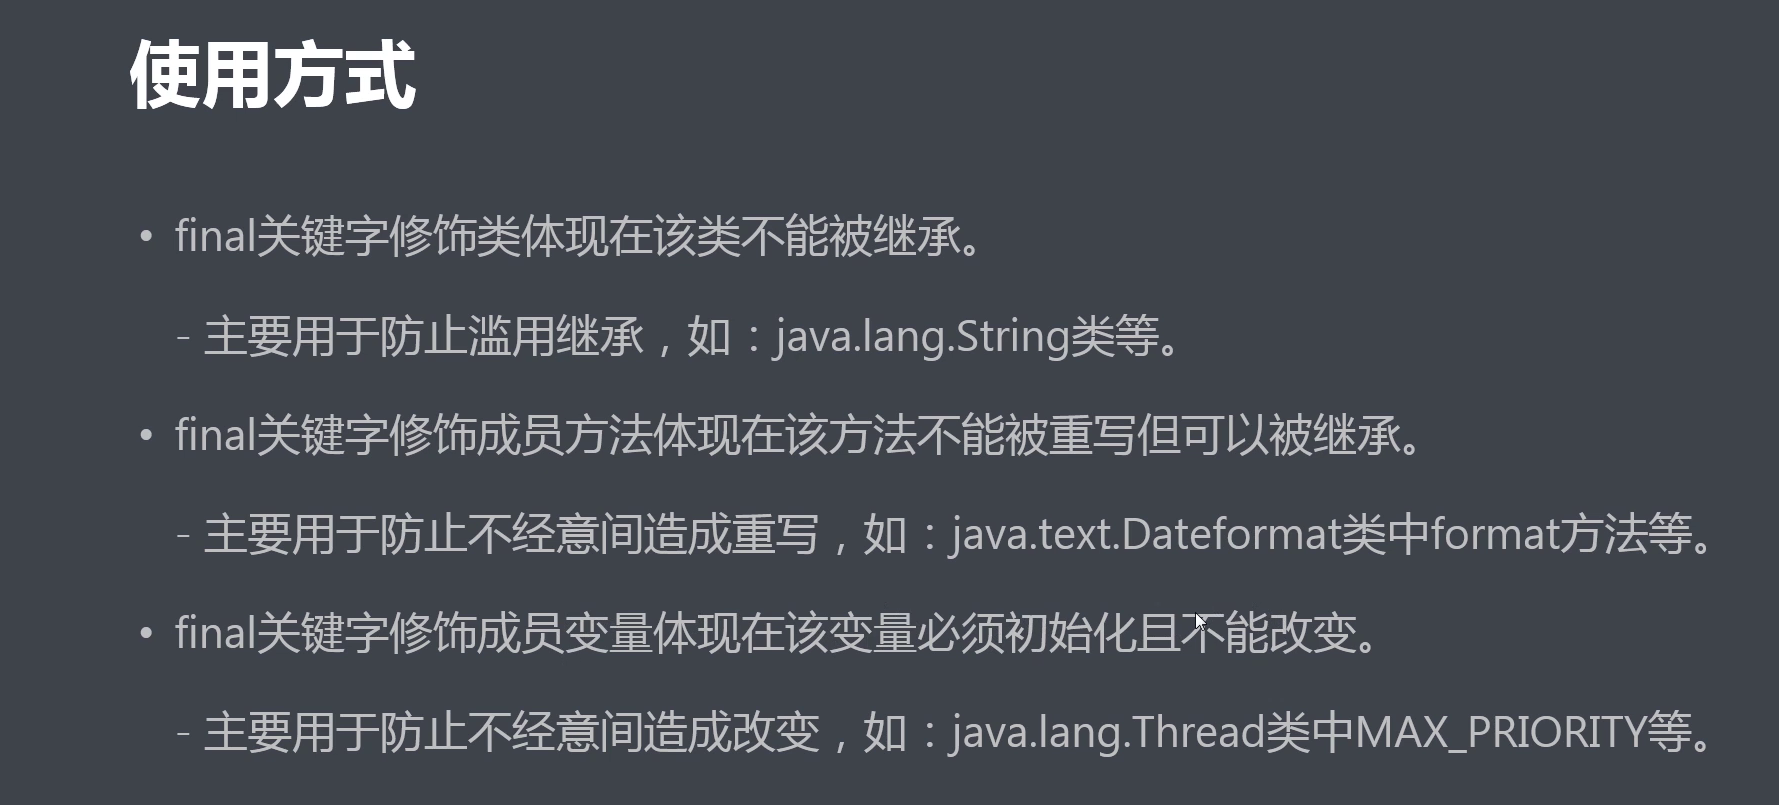 使用方式
• final关键字修饰类体现在该类不能被继承。
- 主要用于防止滥用继承，如：java.lang.String类等。
• final关键字修饰成员方法体现在该方法不能被重写但可以被继承。
- 主要用于防止不经意间造成重写，如：java.text.Dateformat类中format方法等。
• final关键字修饰成员变量体现在该变量必须初始化且不能改变。
- 主要用于防止不经意间造成改变，如：java.lang.Thread类中MAX_PRIORITY等。